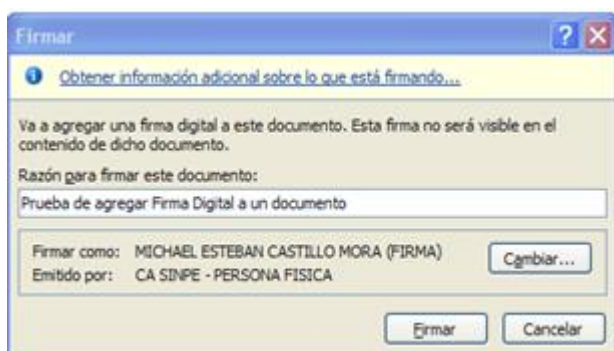 Firmar
Obtener información adicional sobre lo que está firmando...
Va a agregar una firma digital a este documento. Esta firma no será visible en el
contenido de dicho documento.
Razón para firmar este documento:
Prueba de agregar Firma Digital a un documento
Firmar como: MICHAEL ESTEBAN CASTILLO MORA (FIRMA)
Cambiar...
Emitido por: CA SINPE - PERSONA FISICA
Firmar Cancelar